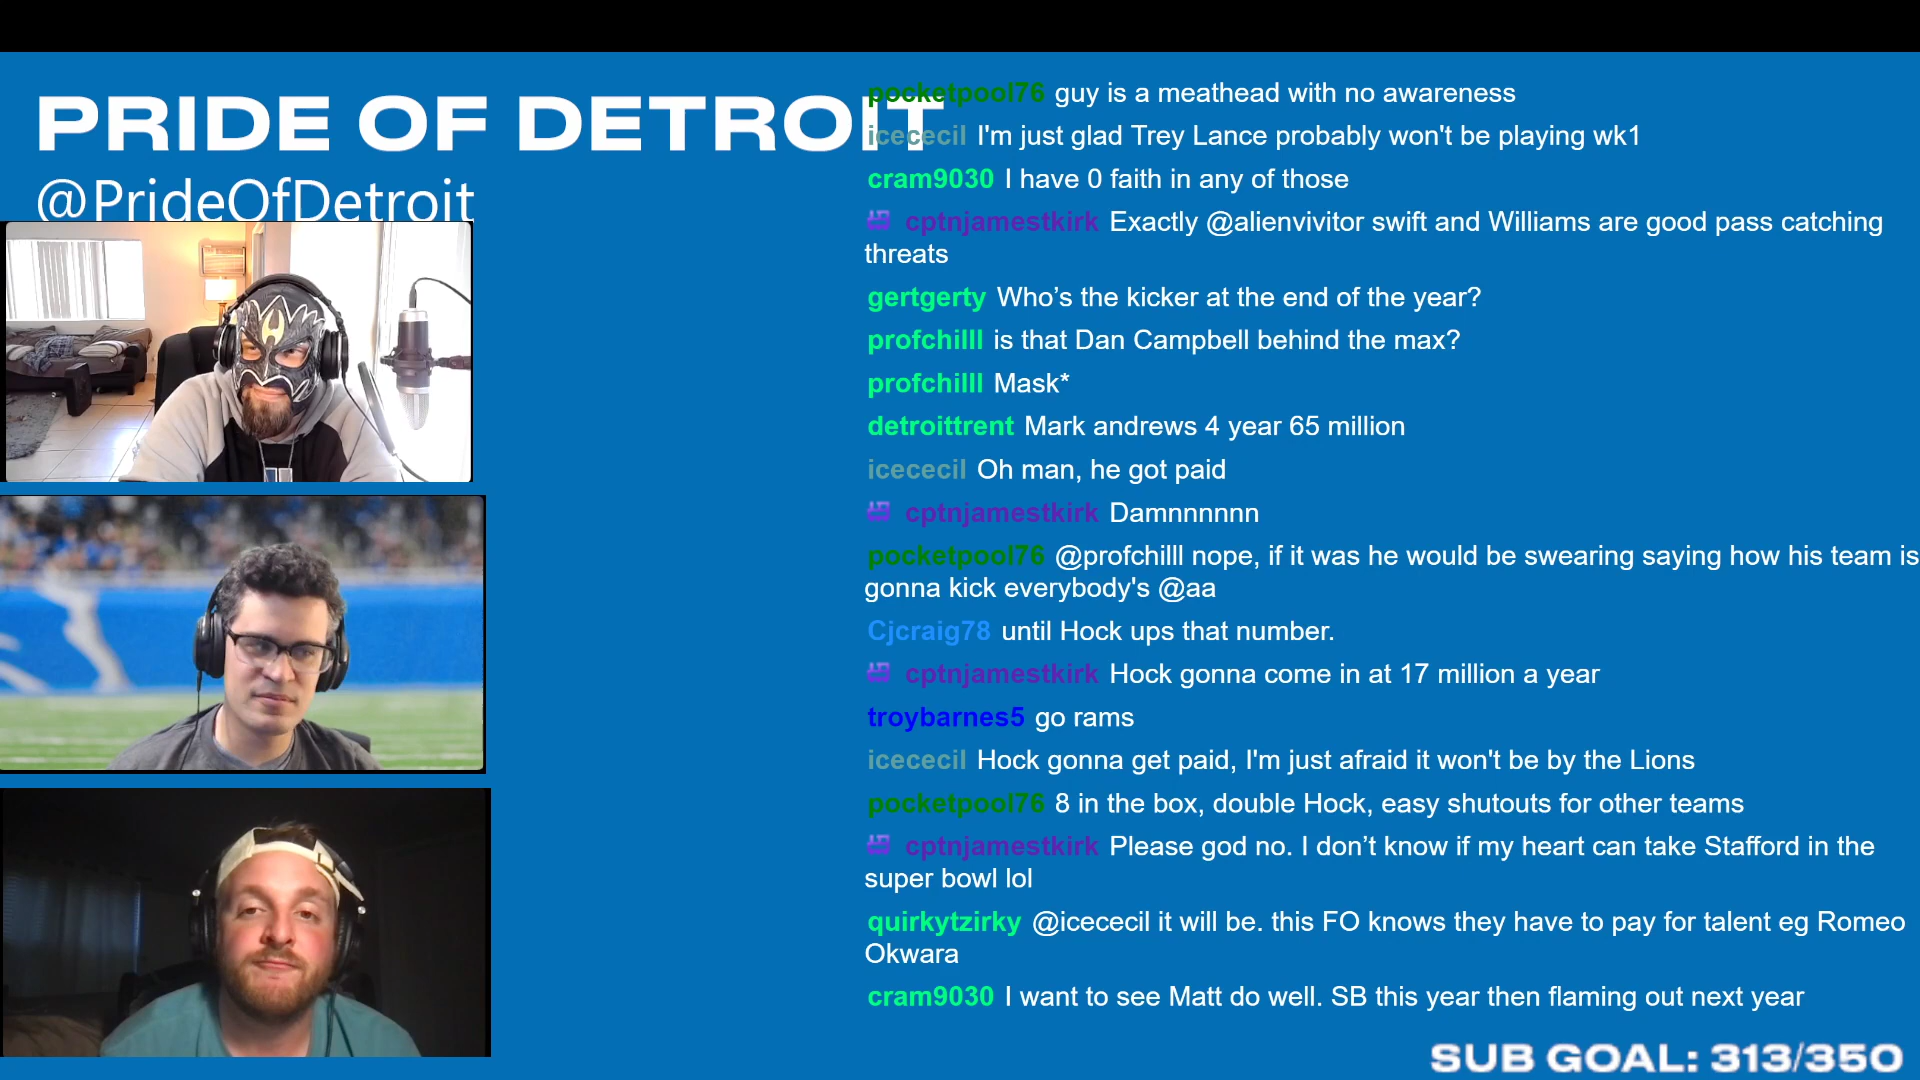 PRIDE OF DETROIT
@PrideOfDetroit
pocketpool76 guy is a meathead with no awareness
icececil I'm just glad Trey Lance probably won't be playing wk1
cram9030 I have 0 faith in any of those
cptnjamestkirk Exactly @alienvivitor swift and Williams are good pass catching
threats
gertgerty Who’s the kicker at the end of the year?
profchilll is that Dan Campbell behind the max?
profchilll Mask*
detroittrent Mark andrews 4 year 65 million
icececil Oh man, he got paid
cptnjamestkirk Damnnnnnn
pocketpool76 @profchilll nope, if it was he would be swearing saying how his team is
gonna kick everybody's @aa
Cjcraig78 until Hock ups that number.
cptnjamestkirk Hock gonna come in at 17 million a year
troybarnes5 go rams
icececil Hock gonna get paid, I'm just afraid it won't be by the Lions
pocketpool76 8 in the box, double Hock, easy shutouts for other teams
cptnjamestkirk Please god no. I don’t know if my heart can take Stafford in the
super bowl lol
quirkytzirky @icececil it will be. this FO knows they have to pay for talent eg Romeo
Okwara
cram9030 I want to see Matt do well. SB this year then flaming out next year
SUB GOAL: 313/350